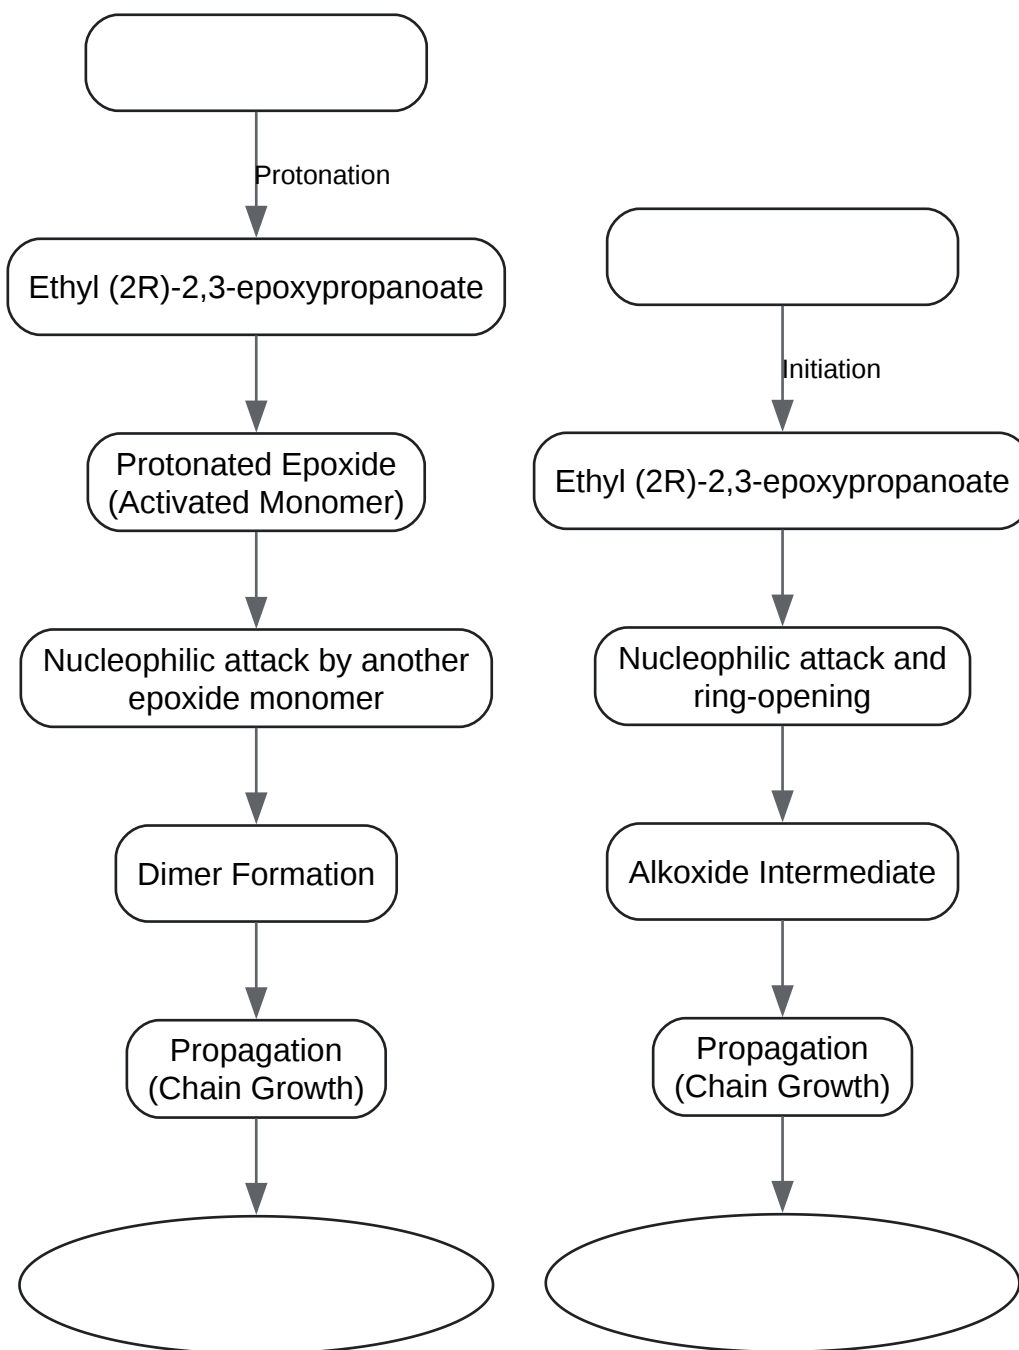 Protonation
Ethyl (2R)-2,3-epoxypropanoate
Protonated Epoxide
(Activated Monomer)
Nucleophilic attack by another
epoxide monomer
Dimer Formation
Propagation
(Chain Growth)
Initiation
Ethyl (2R)-2,3-epoxypropanoate
Nucleophilic attack and
ring-opening
Alkoxide Intermediate
Propagation
(Chain Growth)